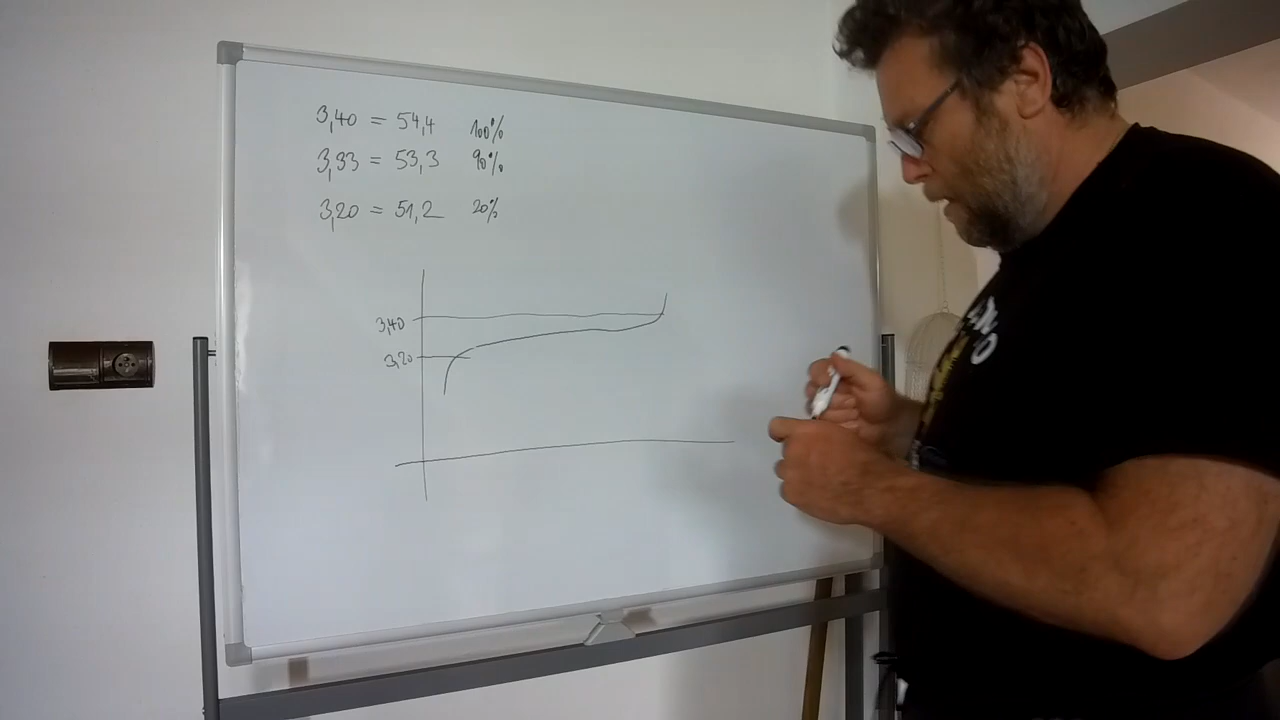 3,40 = 54,4 100%
3,33 = 53,3 90%
3,20 = 51,2 20%
3,40
3,20